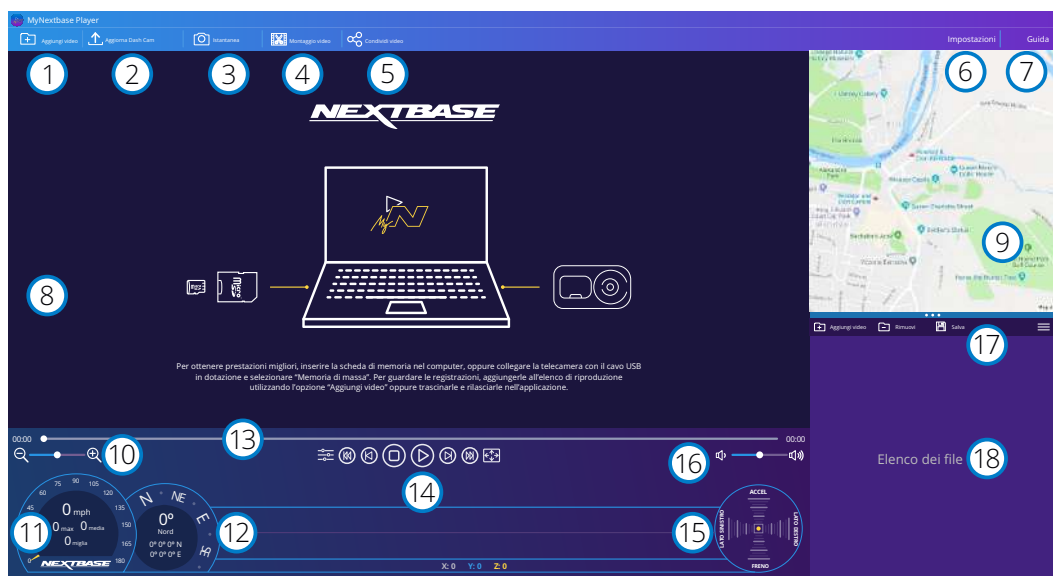 MyNextbase Player
Aggiungi video
Aggiorna Dash Cam
Istantanea
Montaggio video
Condividi video
Impostazioni
Guida
1
2
3
4
5
6
7
NEXTBASE
8
9
Per ottenere prestazioni migliori, inserire la scheda di memoria nel computer, oppure collegare la telecamera con il cavo USB
in dotazione e selezionare “Memoria di massa”. Per guardare le registrazioni, aggiungerle all'elenco di riproduzione
utilizzando l'opzione “Aggiungi video” oppure trascinarle e rilasciarle nell'applicazione.
Aggiungi video
Rimuovi
Salva
17
00:00
13
00:00
10
14
16
Elenco dei file
18
0 45 60 75 90 105 120 135 150 165 180
0 mph
0 max 0 media
0 miglia
11
NEXTBASE
N NE E SE
0°
Nord
0° 0° 0° N
0° 0° 0° E
12
X: 0 Y: 0 Z: 0
15
ACCEL
LATO SINISTRO
LATO DESTRO
FRENO